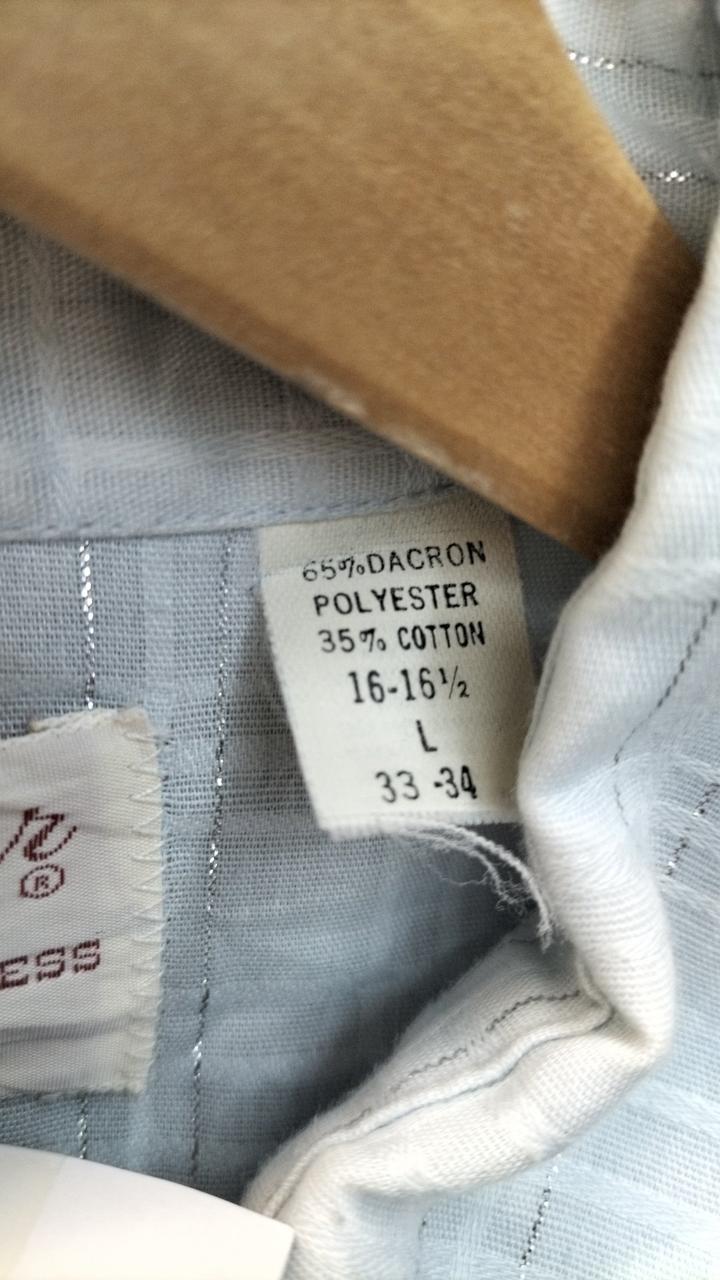 65% DACRON
POLYESTER
35% COTTON
16-16½
L
33-34
®
ESS